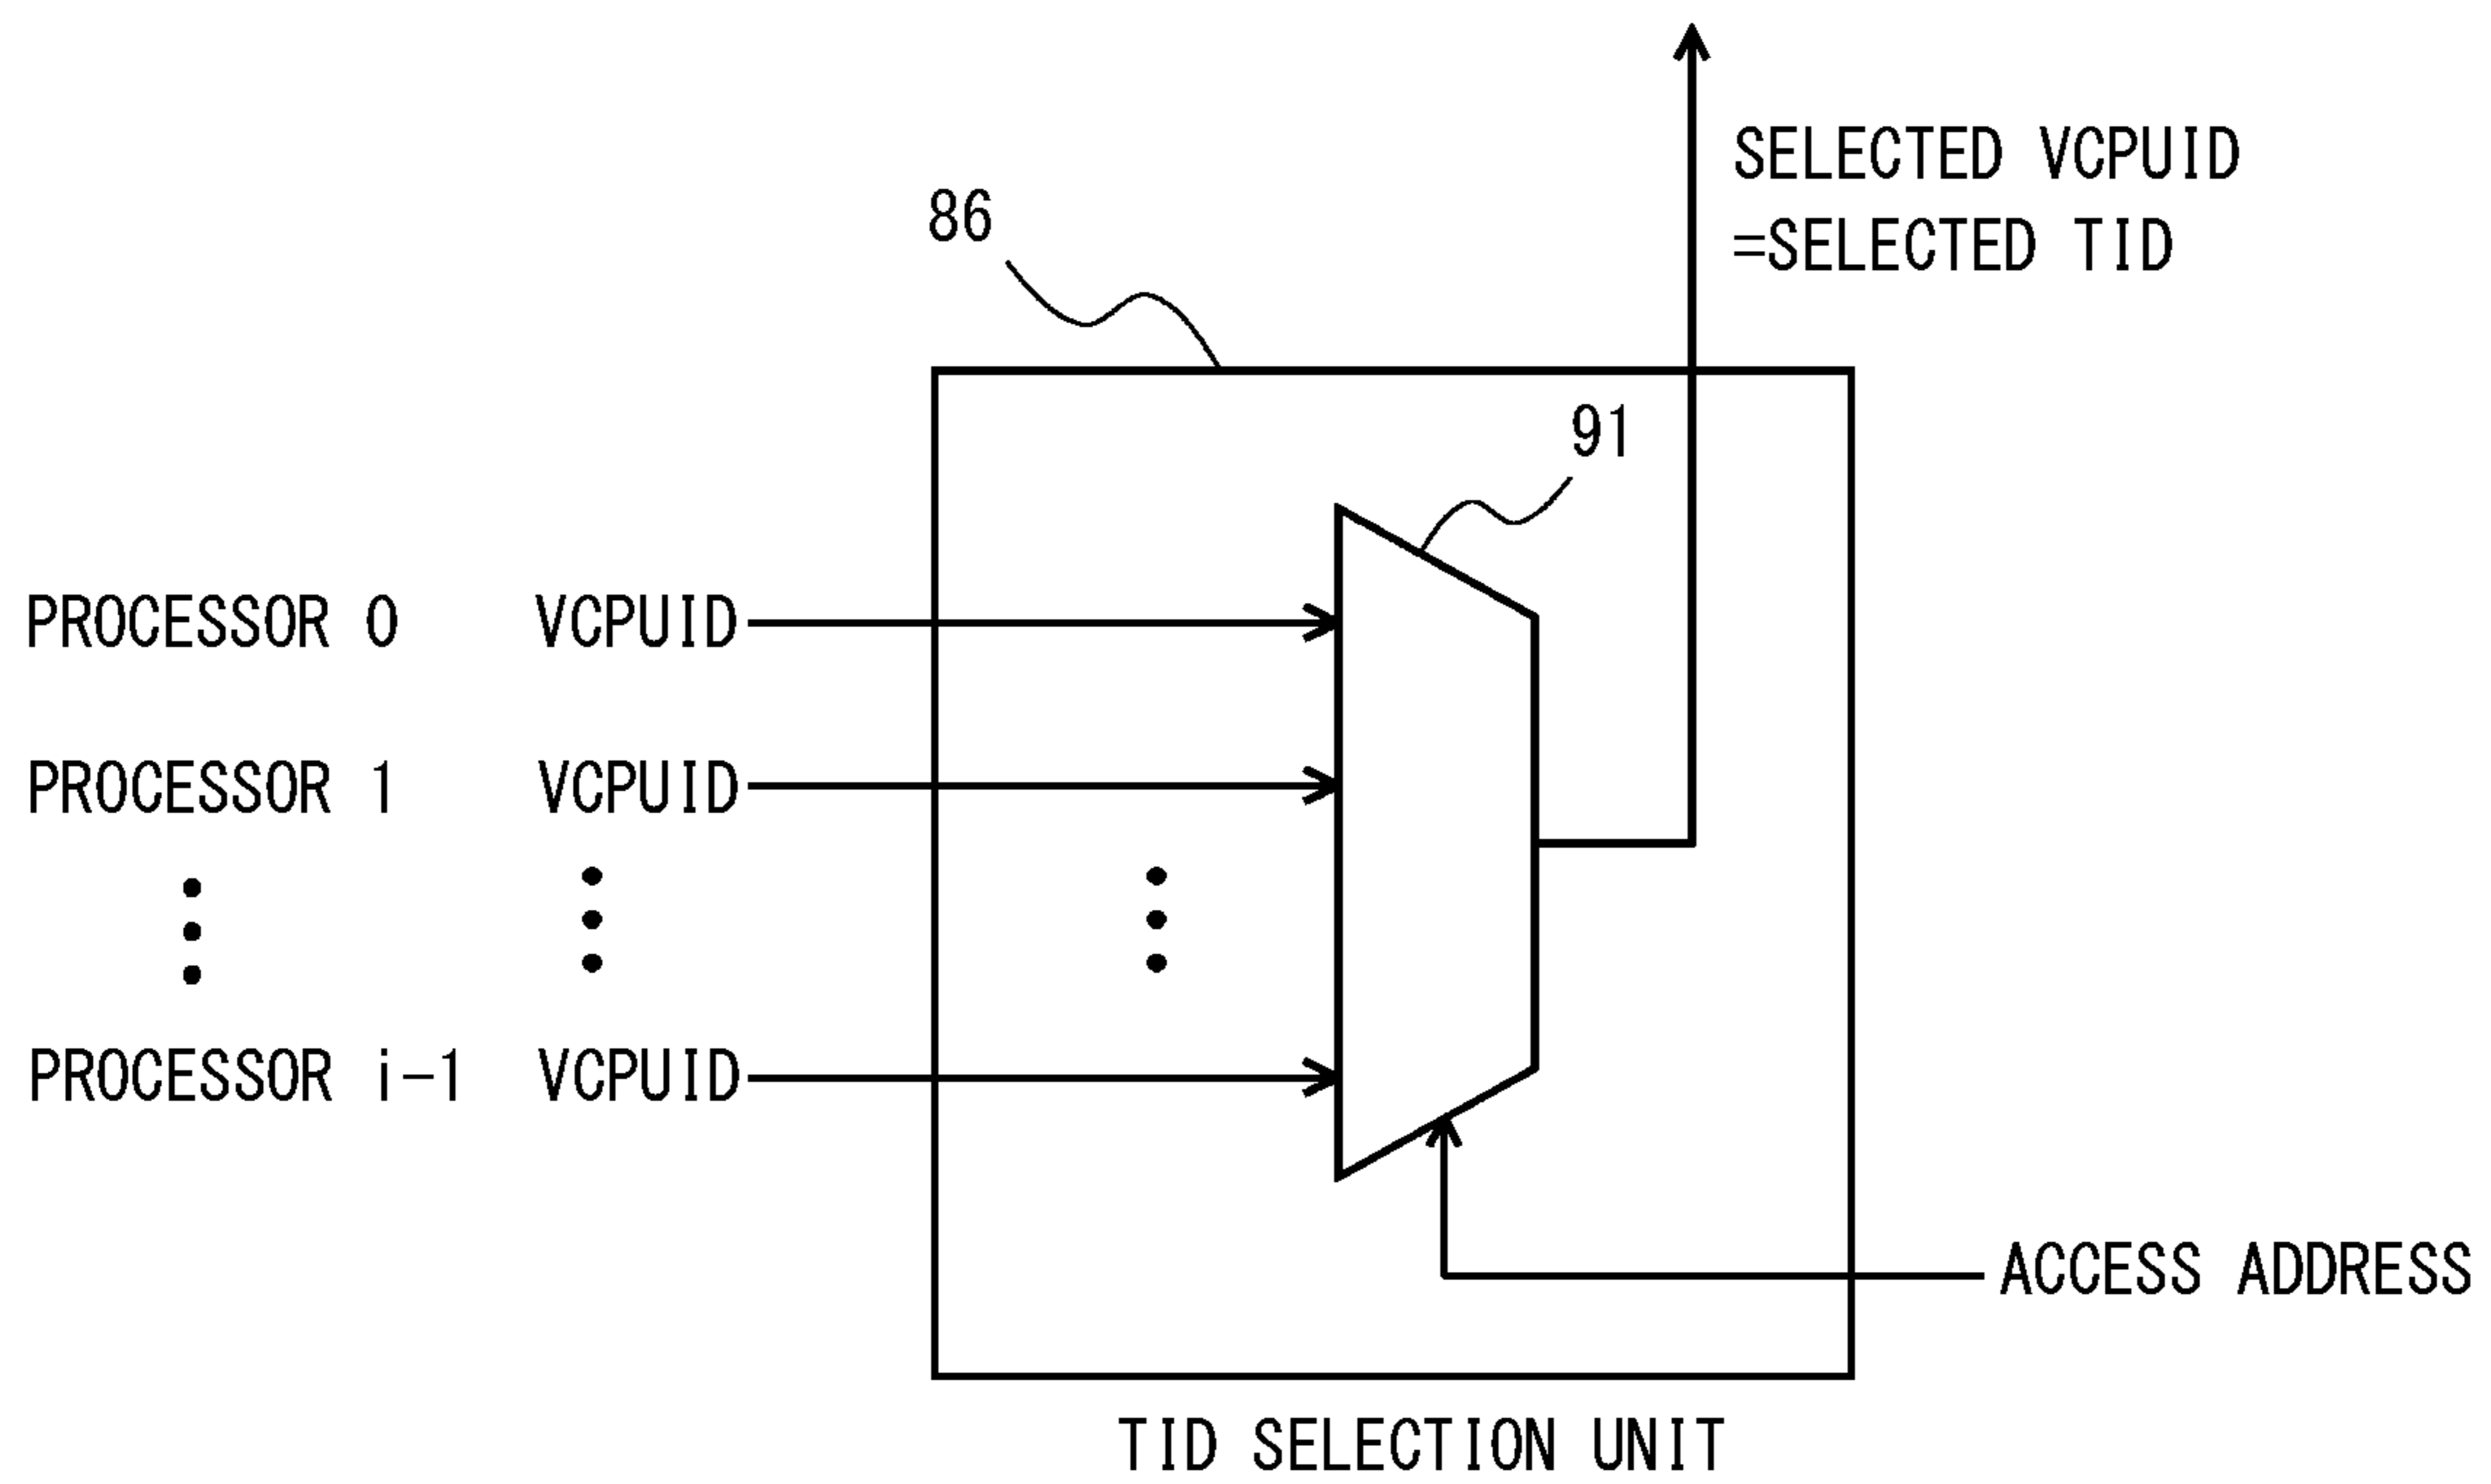 SELECTED VCPUID
=SELECTED TID
86
91
PROCESSOR 0 VCPUID
PROCESSOR 1 VCPUID
PROCESSOR i-1 VCPUID
ACCESS ADDRESS
TID SELECTION UNIT